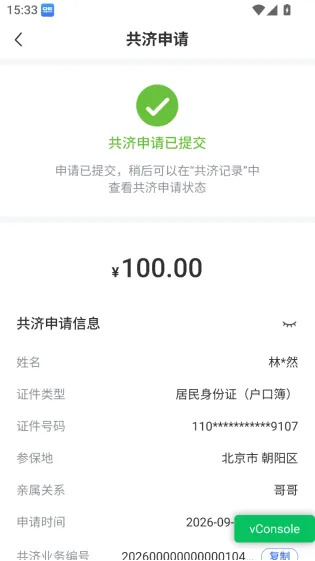 15:33
共济申请
共济申请已提交
申请已提交，稍后可以在“共济记录”中
查看共济申请状态
¥100.00
共济申请信息
姓名 林*然
证件类型 居民身份证（户口簿）
证件号码 110***********9107
参保地 北京市 朝阳区
亲属关系 哥哥
申请时间 2026-09-
vConsole
共济业务编号 202600000000000104... 复制